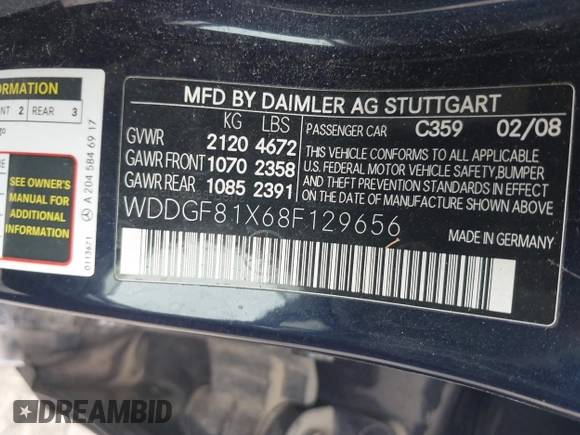 ORMATION
NT 2 REAR 3
SEE OWNER'S
MANUAL FOR
ADDITIONAL
INFORMATION
A 204 584 69 17
0113671
MFD BY DAIMLER AG STUTTGART
KG LBS
GVWR 2120 4672
GAWR FRONT 1070 2358
GAWR REAR 1085 2391
PASSENGER CAR C359 02/08
THIS VEHICLE CONFORMS TO ALL APPLICABLE
U.S. FEDERAL MOTOR VEHICLE SAFETY,BUMPER
AND THEFT PREVENTION STANDARDS IN EFFECT
ON THE DATE OF MANUFACTURE SHOWN ABOVE
WDDGF81X68F129656
MADE IN GERMANY
DREAMBID